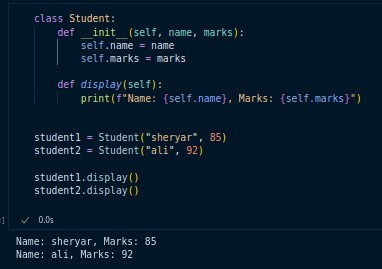 class Student:
    def __init__(self, name, marks):
        self.name = name
        self.marks = marks

    def display(self):
        print(f"Name: {self.name}, Marks: {self.marks}")


student1 = Student("sheryar", 85)
student2 = Student("ali", 92)

student1.display()
student2.display()
✓ 0.0s
Name: sheryar, Marks: 85
Name: ali, Marks: 92